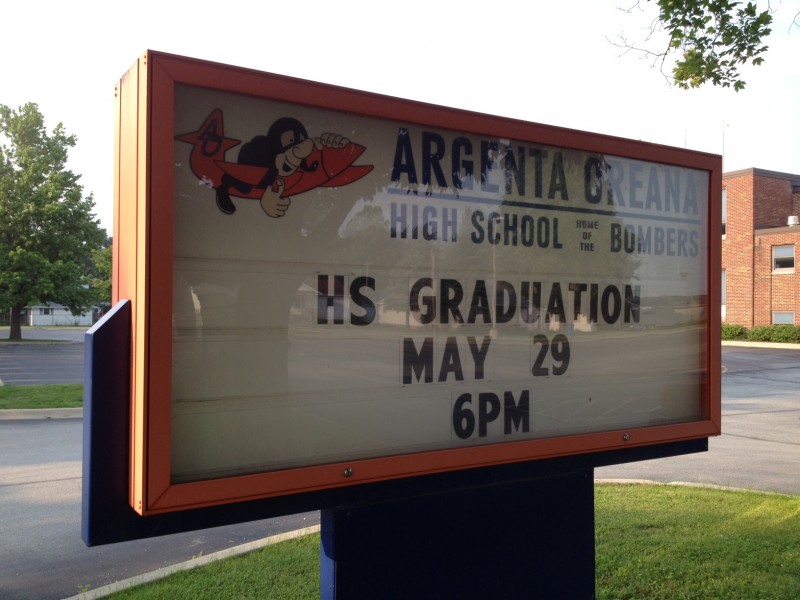 ARGENTA OREANA
HIGH SCHOOL HOME OF THE BOMBERS
HS GRADUATION
MAY 29
6PM